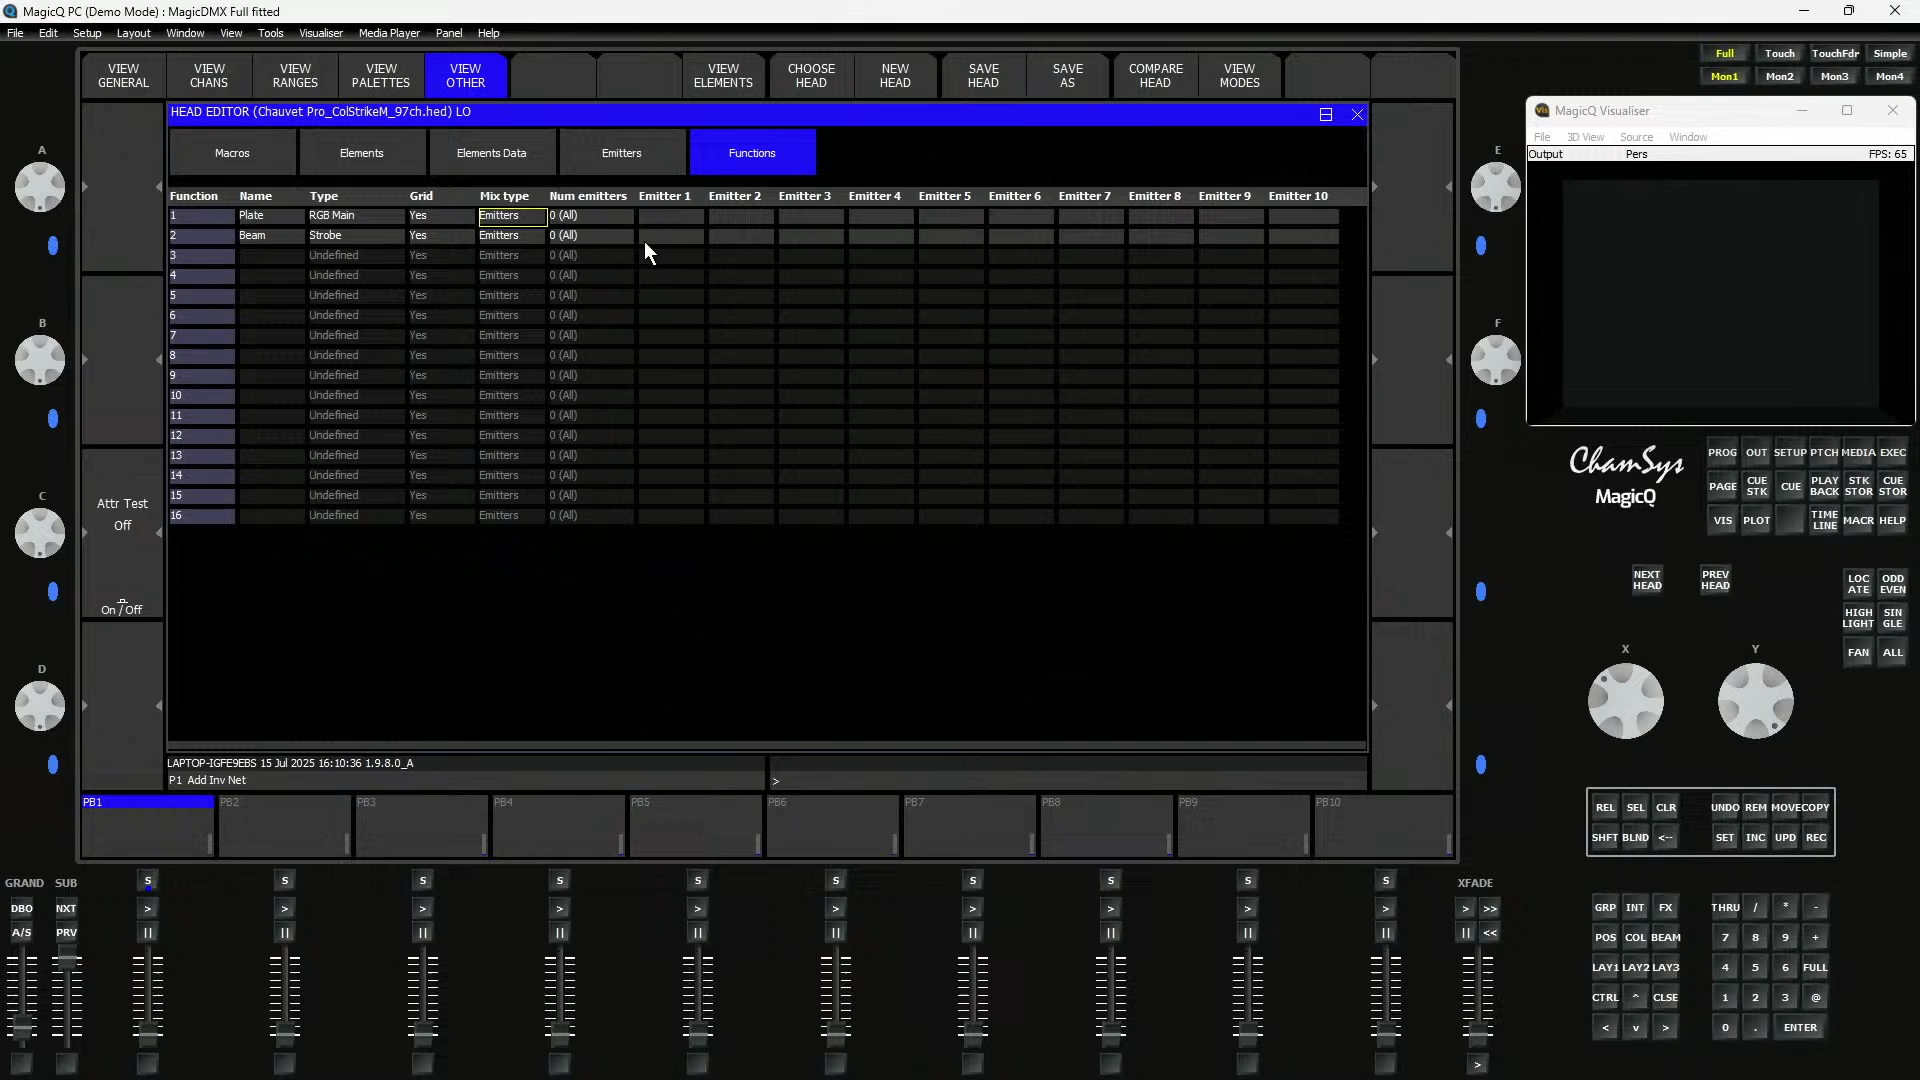 MagicQ PC (Demo Mode) : MagicDMX Full fitted
File Edit Setup Layout Window View Tools Visualiser Media Player Panel Help
Full Touch TouchFdr Simple
Mon1 Mon2 Mon3 Mon4
VIEW GENERAL
VIEW CHANS
VIEW RANGES
VIEW PALETTES
VIEW OTHER
VIEW ELEMENTS
CHOOSE HEAD
NEW HEAD
SAVE HEAD
SAVE AS
COMPARE HEAD
VIEW MODES
HEAD EDITOR (Chauvet Pro_ColStrikeM_97ch.hed) LO
Macros Elements Elements Data Emitters Functions
Function Name Type Grid Mix type Num emitters Emitter 1 Emitter 2 Emitter 3 Emitter 4 Emitter 5 Emitter 6 Emitter 7 Emitter 8 Emitter 9 Emitter 10
1 Plate RGB Main Yes Emitters 0 (All)
2 Beam Strobe Yes Emitters 0 (All)
3 Undefined Yes Emitters 0 (All)
4 Undefined Yes Emitters 0 (All)
5 Undefined Yes Emitters 0 (All)
6 Undefined Yes Emitters 0 (All)
7 Undefined Yes Emitters 0 (All)
8 Undefined Yes Emitters 0 (All)
9 Undefined Yes Emitters 0 (All)
10 Undefined Yes Emitters 0 (All)
11 Undefined Yes Emitters 0 (All)
12 Undefined Yes Emitters 0 (All)
13 Undefined Yes Emitters 0 (All)
14 Undefined Yes Emitters 0 (All)
15 Undefined Yes Emitters 0 (All)
16 Undefined Yes Emitters 0 (All)
A
B
C
D
Attr Test
Off
On / Off
E
F
LAPTOP-IGFE9EBS 15 Jul 2025 16:10:36 1.9.8.0_A
P1 Add Inv Net
>
PB1 PB2 PB3 PB4 PB5 PB6 PB7 PB8 PB9 PB10
GRAND SUB
S S S S S S S S S S
XFADE
DBO NXT > > > > > > > > > > > >>
A/S PRV || || || || || || || || || || || <<
>
Vis MagicQ Visualiser
File 3D View Source Window
Output Pers FPS: 65
ChamSys
MagicQ
PROG OUT SETUP PTCH MEDIA EXEC
PAGE CUE STK CUE PLAY BACK STK STOR CUE STOR
VIS PLOT TIME LINE MACR HELP
NEXT HEAD PREV HEAD
LOC ATE ODD EVEN
HIGH LIGHT SIN GLE
FAN ALL
X Y
REL SEL CLR UNDO REM MOVE COPY
SHFT BLND <-- SET INC UPD REC
GRP INT FX THRU / * -
POS COL BEAM 7 8 9 +
LAY1 LAY2 LAY3 4 5 6 FULL
CTRL ^ CLSE 1 2 3 @
< v > 0 . ENTER